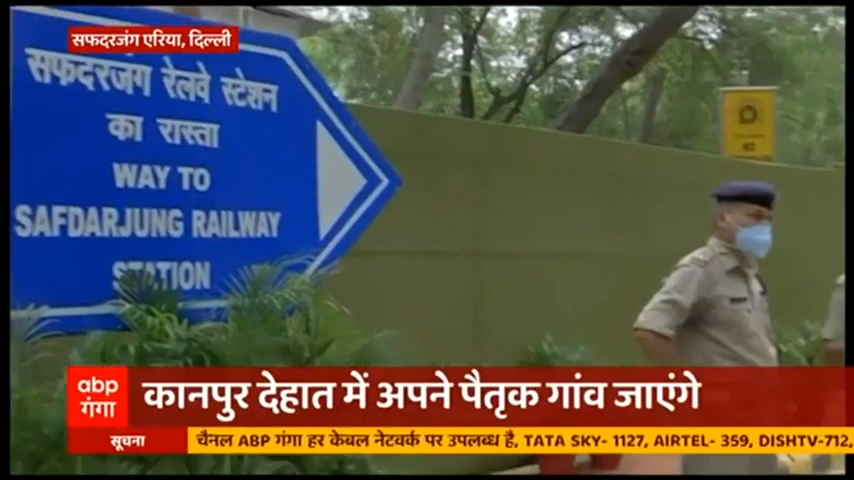 सफदरजंग एरिया, दिल्ली
सफदरजंग रेलवे स्टेशन
का रास्ता
WAY TO
SAFDARJUNG RAILWAY
STATION
abp
गंगा
कानपुर देहात में अपने पैतृक गांव जाएंगे
सूचना
चैनल ABP गंगा हर केबल नेटवर्क पर उपलब्ध है, TATA SKY- 1127, AIRTEL- 359, DISHTV-712,